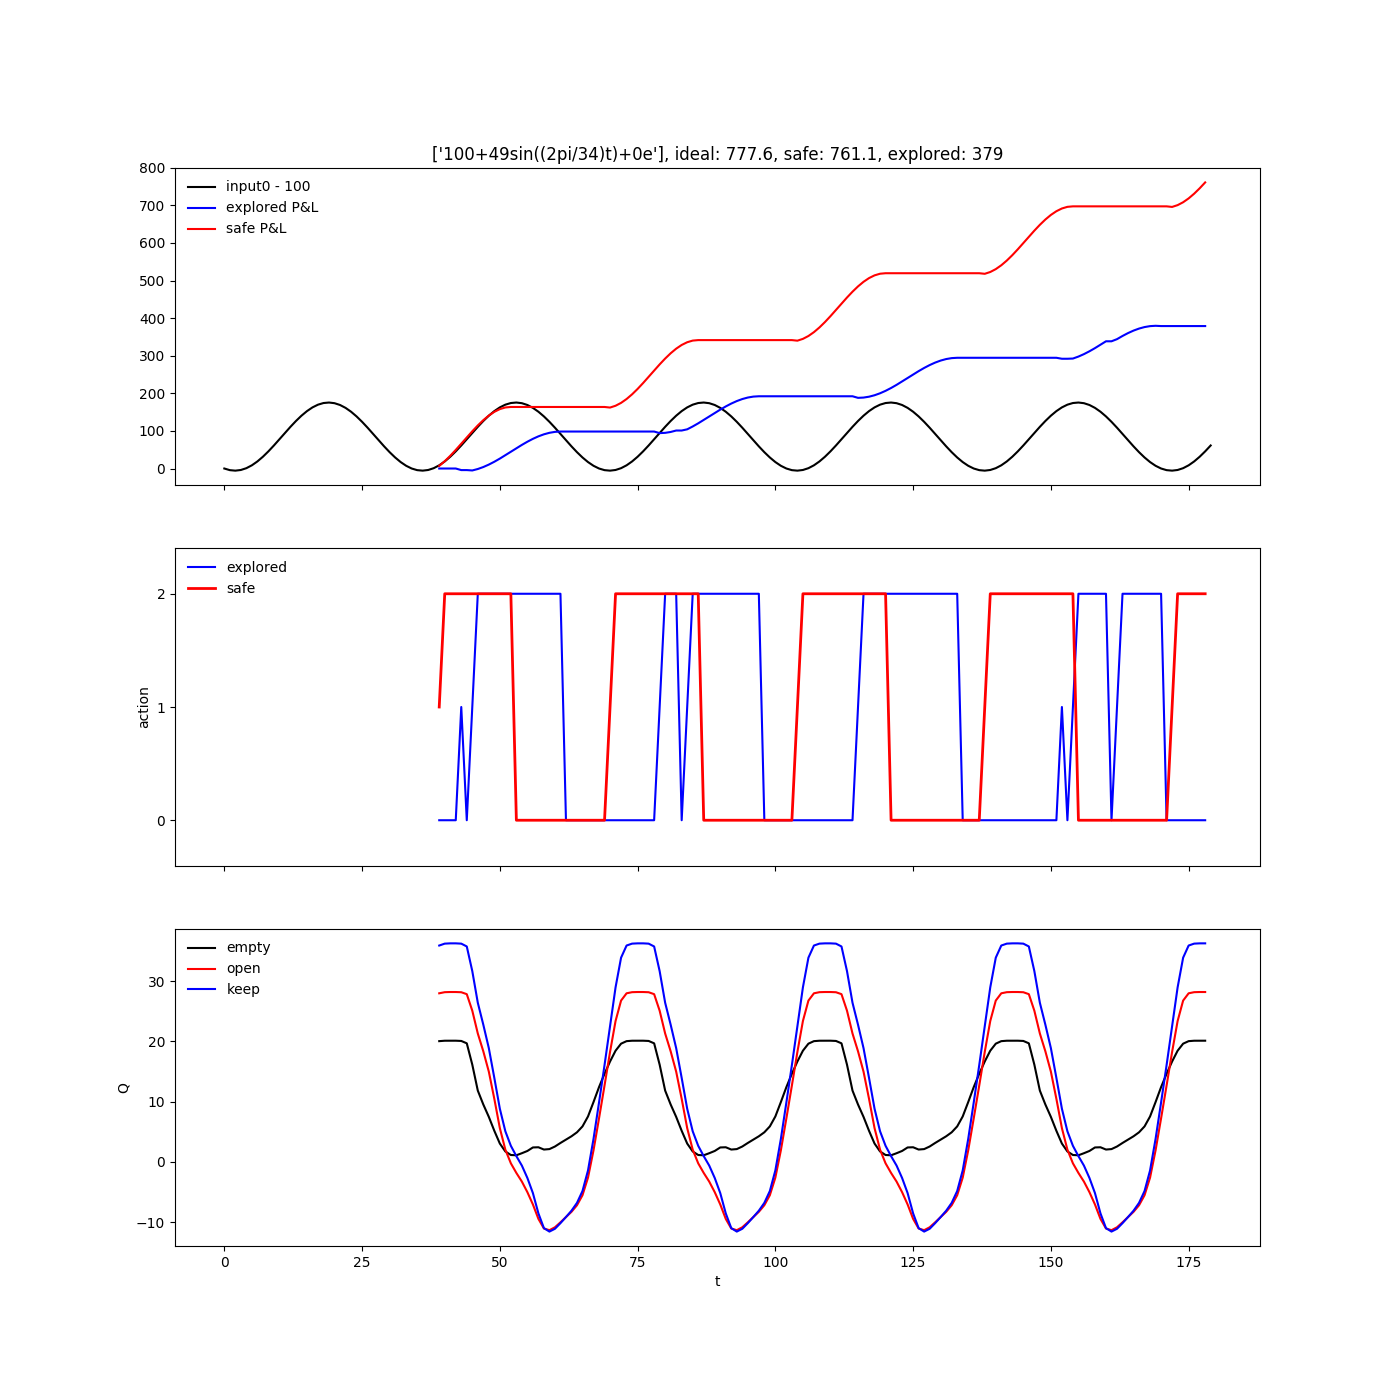 ['100+49sin((2pi/34)t)+0e'], ideal: 777.6, safe: 761.1, explored: 379
800
700
600
500
400
300
200
100
0
input0 - 100
explored P&L
safe P&L
action
2
1
0
explored
safe
Q
30
20
10
0
−10
empty
open
keep
0 25 50 75 100 125 150 175
t